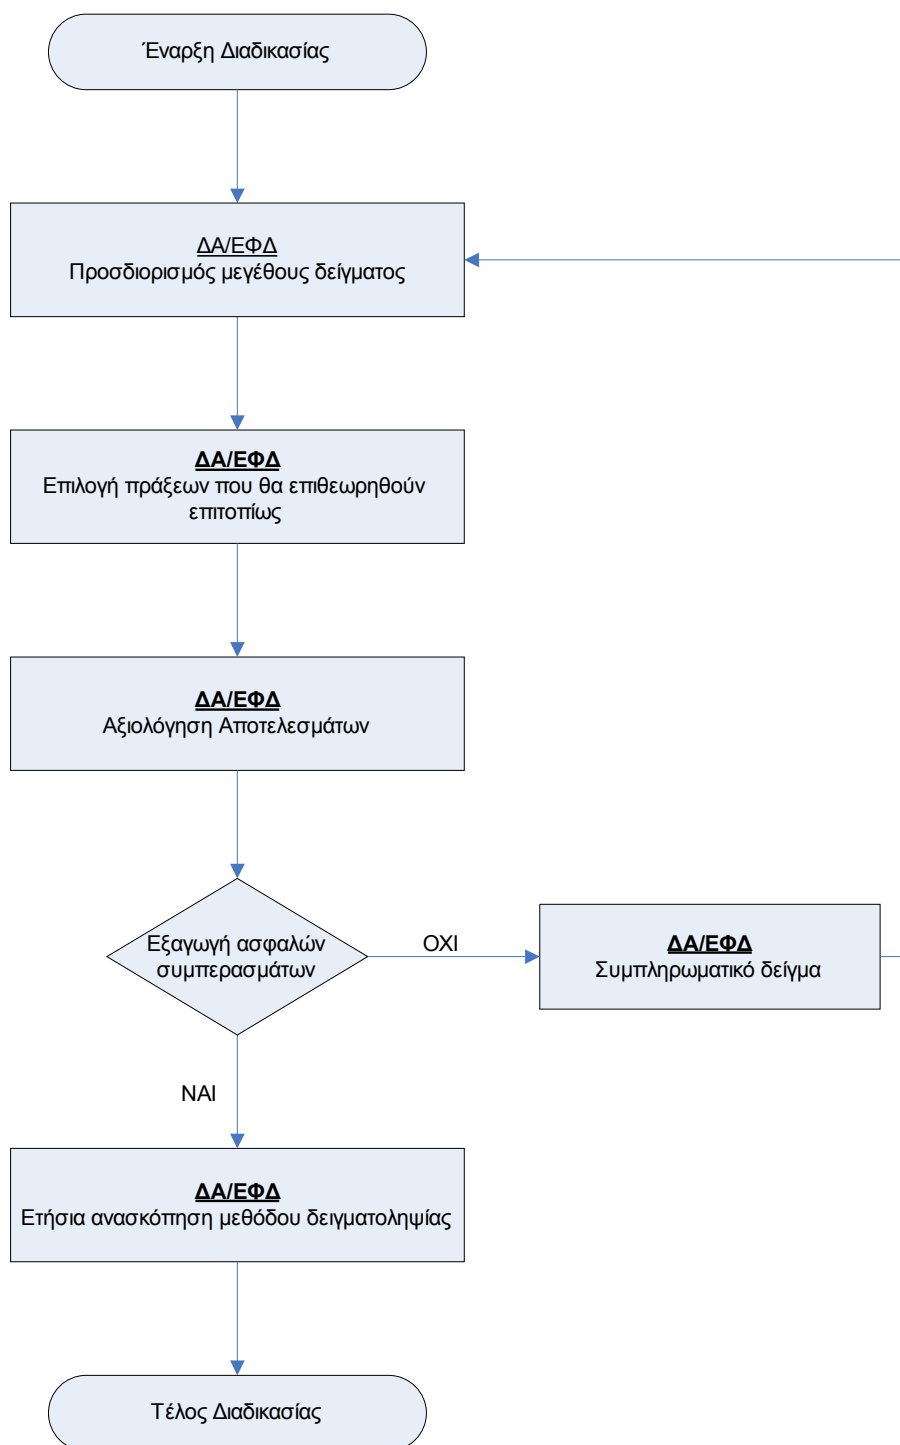 Έναρξη Διαδικασίας
ΔΑ/ΕΦΔ
Προσδιορισμός μεγέθους δείγματος
ΔΑ/ΕΦΔ
Επιλογή πράξεων που θα επιθεωρηθούν
επιτοπίως
ΔΑ/ΕΦΔ
Αξιολόγηση Αποτελεσμάτων
Εξαγωγή ασφαλών
συμπερασμάτων
ΟΧΙ
ΔΑ/ΕΦΔ
Συμπληρωματικό δείγμα
ΝΑΙ
ΔΑ/ΕΦΔ
Ετήσια ανασκόπηση μεθόδου δειγματοληψίας
Τέλος Διαδικασίας